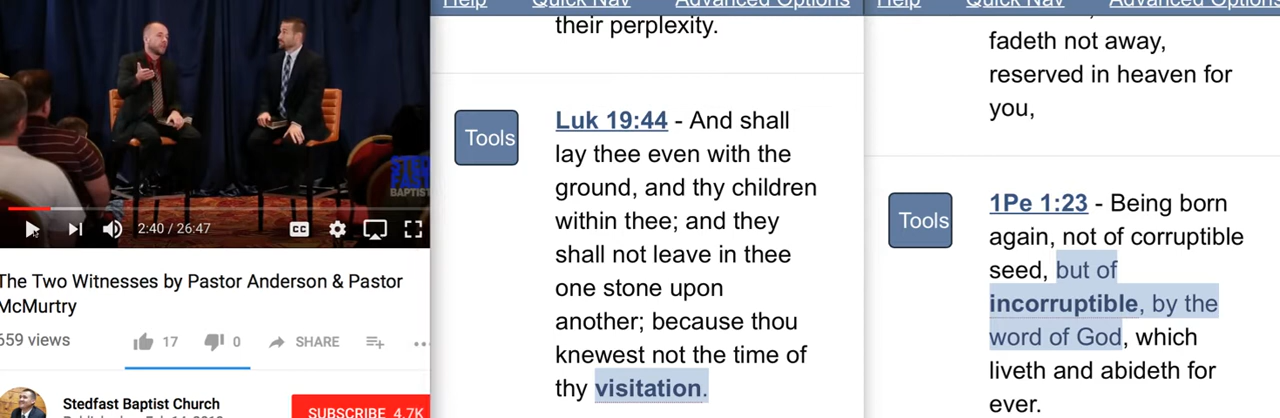 STED
FAST
BAPTIST
2:40 / 26:47
CC
The Two Witnesses by Pastor Anderson & Pastor
McMurtry
659 views
17
0
SHARE
Stedfast Baptist Church
SUBSCRIBE 4.7K
Help Quick Nav Advanced Options
their perplexity.
Tools
Luk 19:44 - And shall
lay thee even with the
ground, and thy children
within thee; and they
shall not leave in thee
one stone upon
another; because thou
knewest not the time of
thy visitation.
Help Quick Nav Advanced Options
fadeth not away,
reserved in heaven for
you,
Tools
1Pe 1:23 - Being born
again, not of corruptible
seed, but of
incorruptible, by the
word of God, which
liveth and abideth for
ever.